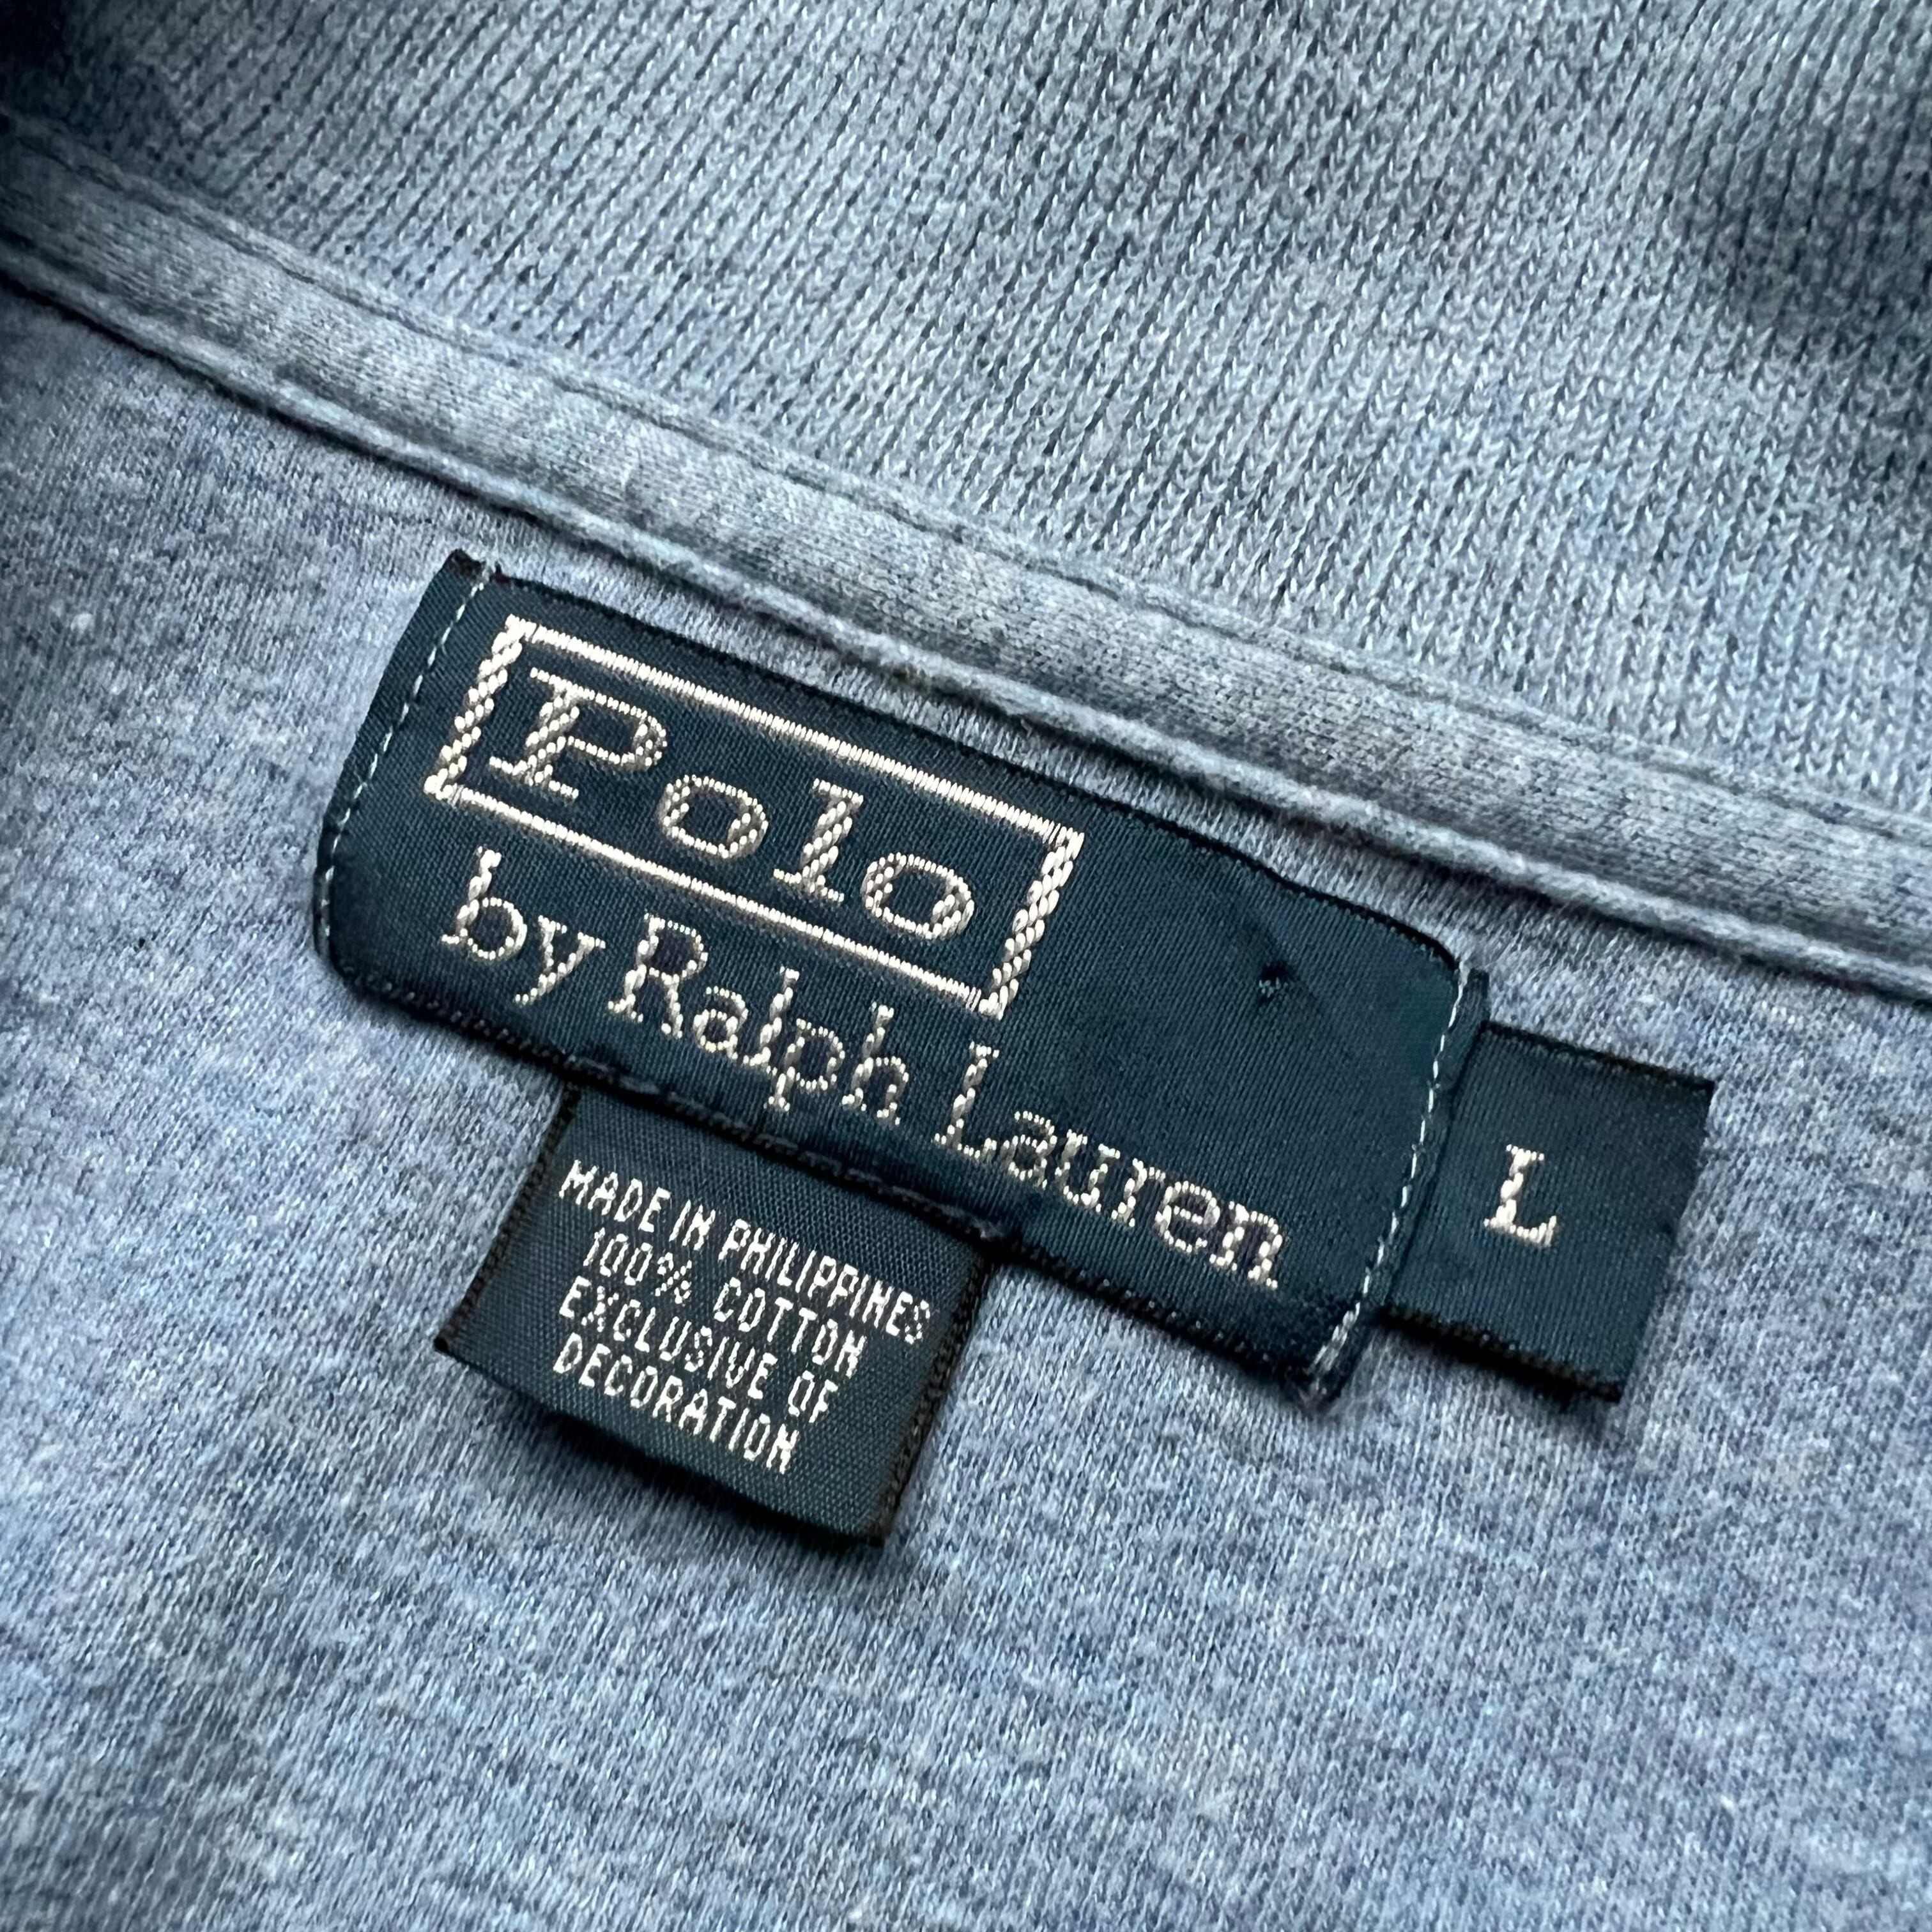 Polo
by Ralph Lauren
L
MADE IN PHILIPPINES
100% COTTON
EXCLUSIVE OF
DECORATION